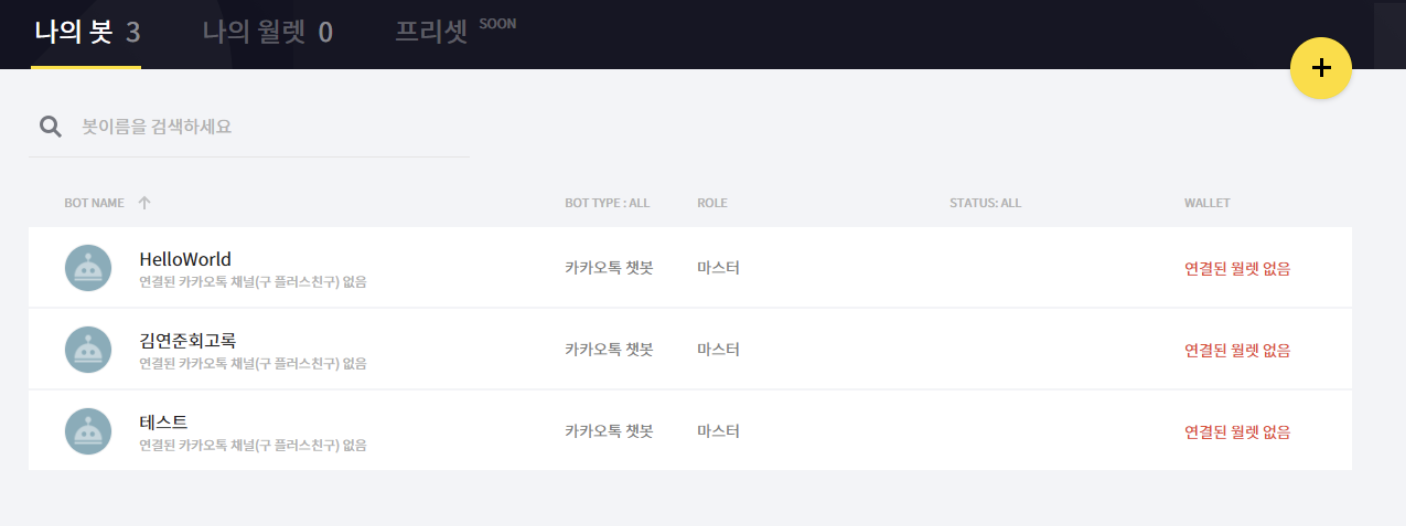 나의 봇 3 나의 월렛 0 프리셋 SOON
봇이름을 검색하세요
BOT NAME BOT TYPE : ALL ROLE STATUS: ALL WALLET
HelloWorld
연결된 카카오톡 채널(구 플러스친구) 없음
카카오톡 챗봇 마스터 연결된 월렛 없음
김연준회고록
연결된 카카오톡 채널(구 플러스친구) 없음
카카오톡 챗봇 마스터 연결된 월렛 없음
테스트
연결된 카카오톡 채널(구 플러스친구) 없음
카카오톡 챗봇 마스터 연결된 월렛 없음